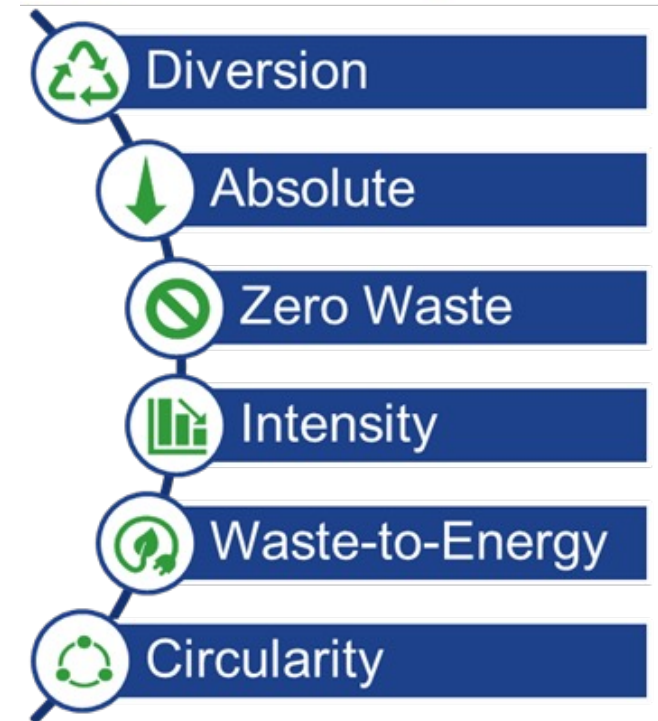 Diversion
Absolute
Zero Waste
Intensity
Waste-to-Energy
Circularity